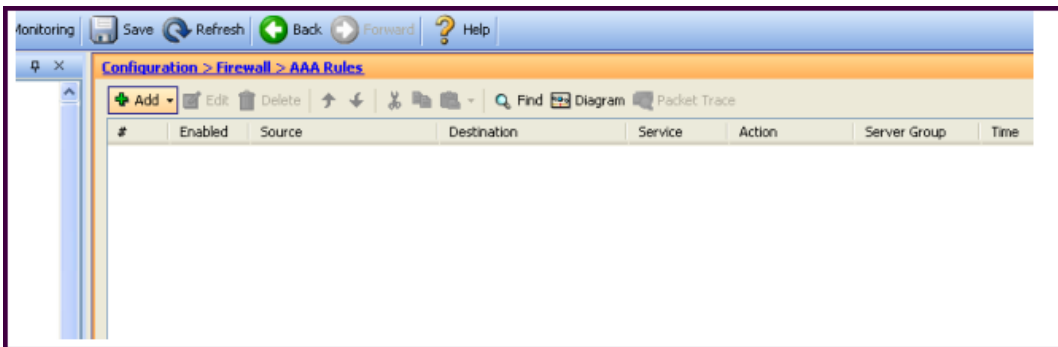 Monitoring Save Refresh Back Forward Help
Configuration > Firewall > AAA Rules
Add Edit Delete Find Diagram Packet Trace
# Enabled Source Destination Service Action Server Group Time